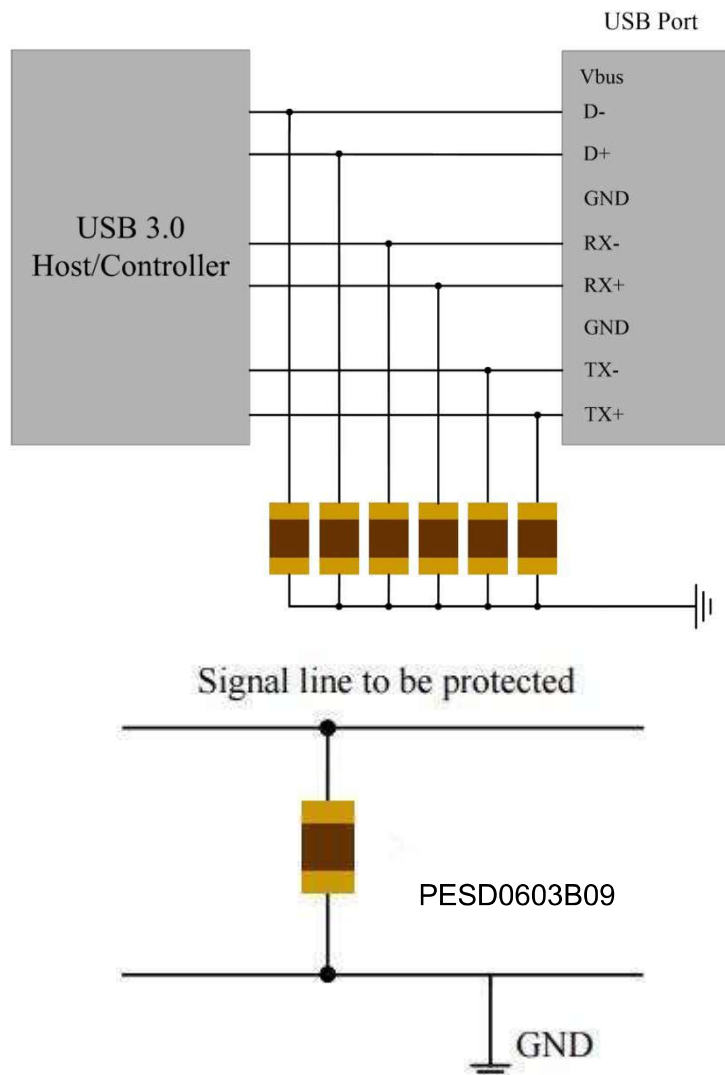 USB Port
Vbus
D-
D+
GND
USB 3.0
Host/Controller
RX-
RX+
GND
TX-
TX+
Signal line to be protected
PESD0603B09
GND